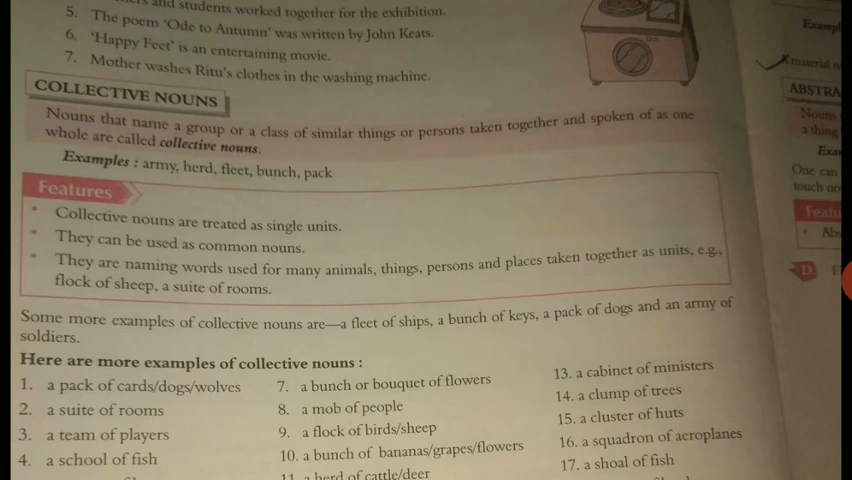 and students worked together for the exhibition.
5. The poem 'Ode to Autumn' was written by John Keats.
6. 'Happy Feet' is an entertaining movie.
7. Mother washes Ritu's clothes in the washing machine.
COLLECTIVE NOUNS
Nouns that name a group or a class of similar things or persons taken together and spoken of as one
whole are called collective nouns.
Examples : army, herd, fleet, bunch, pack
Features
• Collective nouns are treated as single units.
• They can be used as common nouns.
• They are naming words used for many animals, things, persons and places taken together as units, e.g.,
flock of sheep, a suite of rooms.
Some more examples of collective nouns are—a fleet of ships, a bunch of keys, a pack of dogs and an army of
soldiers.
Here are more examples of collective nouns :
1. a pack of cards/dogs/wolves
2. a suite of rooms
3. a team of players
4. a school of fish
7. a bunch or bouquet of flowers
8. a mob of people
9. a flock of birds/sheep
10. a bunch of bananas/grapes/flowers
11. a herd of cattle/deer
13. a cabinet of ministers
14. a clump of trees
15. a cluster of huts
16. a squadron of aeroplanes
17. a shoal of fish
Exampl
material n
ABSTRA
Nouns
a thing
Exa
One can
touch no
Featu
• Abs
D.